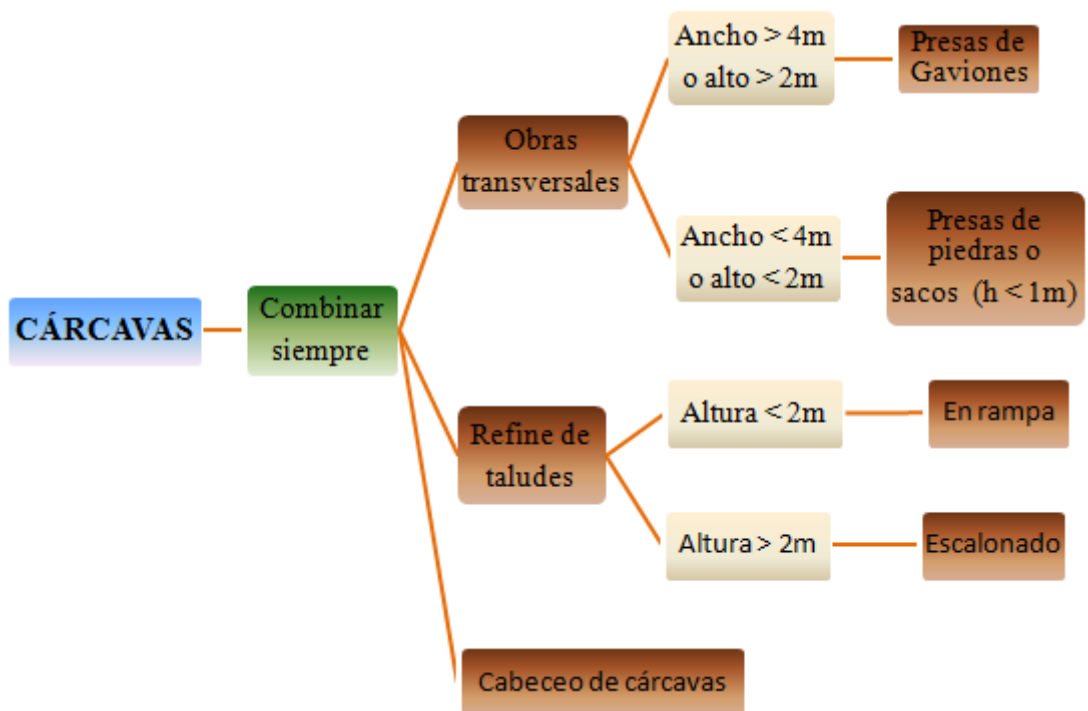 CÁRCAVAS
Combinar
siempre
Obras
transversales
Ancho > 4m
o alto > 2m
Presas de
Gaviones
Ancho < 4m
o alto < 2m
Presas de
piedras o
sacos (h < 1m)
Refine de
taludes
Altura < 2m
En rampa
Altura > 2m
Escalonado
Cabeceo de cárcavas